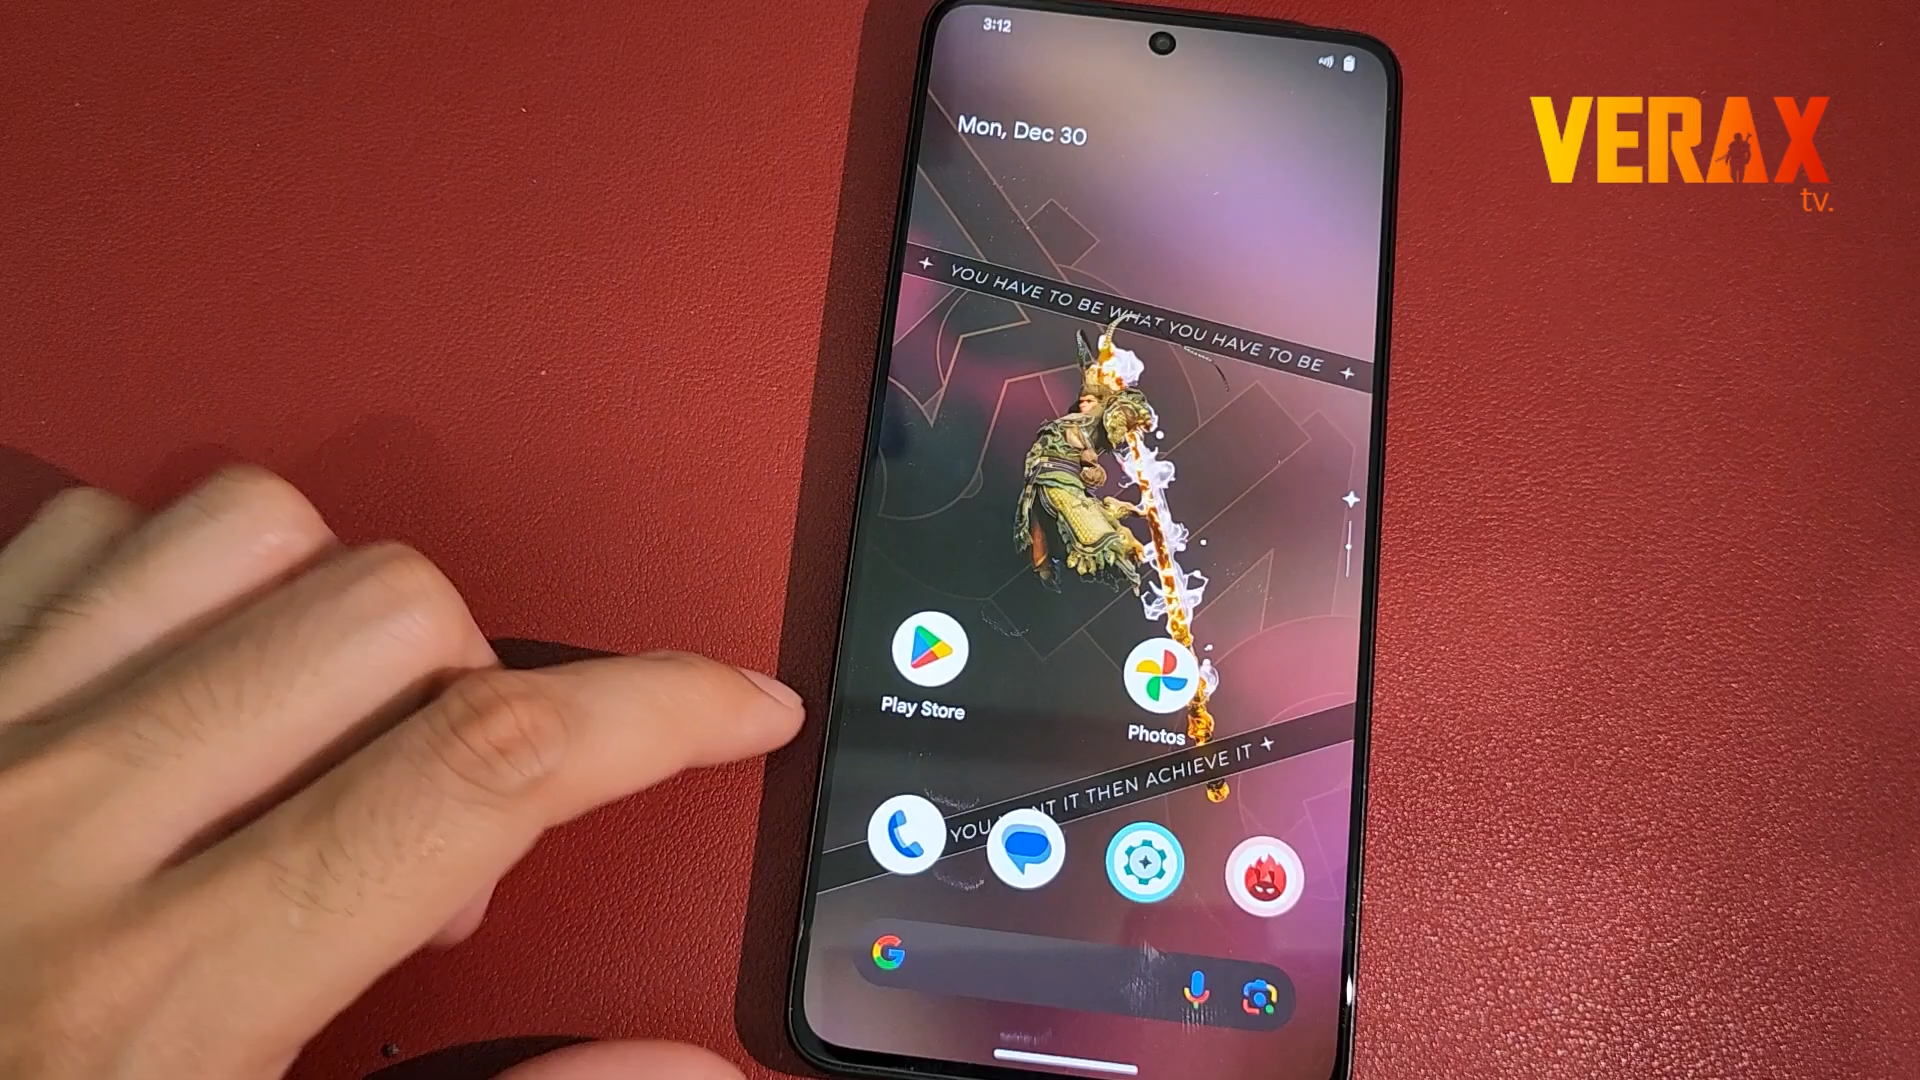 3:12
VERAX
tv.
Mon, Dec 30
YOU HAVE TO BE WHAT YOU HAVE TO BE
Play Store
Photos
YOU IT THEN ACHIEVE IT